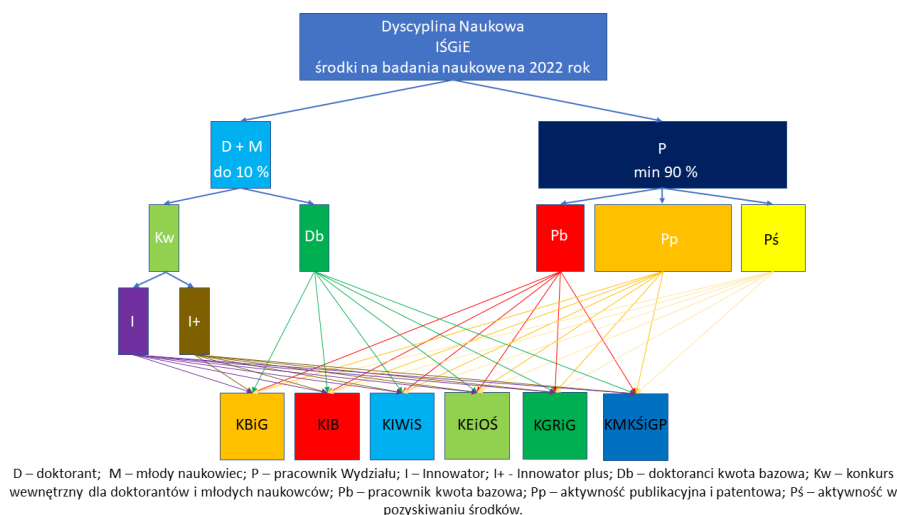 Dyscyplina Naukowa
IŚGiE
środki na badania naukowe na 2022 rok
D + M
do 10 %
P
min 90 %
Kw
Db
Pb
Pp
Pś
I
I+
KBiG
KIB
KIWiS
KEiOŚ
KGRiG
KMKŚiGP
D – doktorant; M – młody naukowiec; P – pracownik Wydziału; I – Innowator; I+ - Innowator plus; Db – doktoranci kwota bazowa; Kw – konkurs
wewnętrzny dla doktorantów i młodych naukowców; Pb – pracownik kwota bazowa; Pp – aktywność publikacyjna i patentowa; Pś – aktywność w
pozyskiwaniu środków.